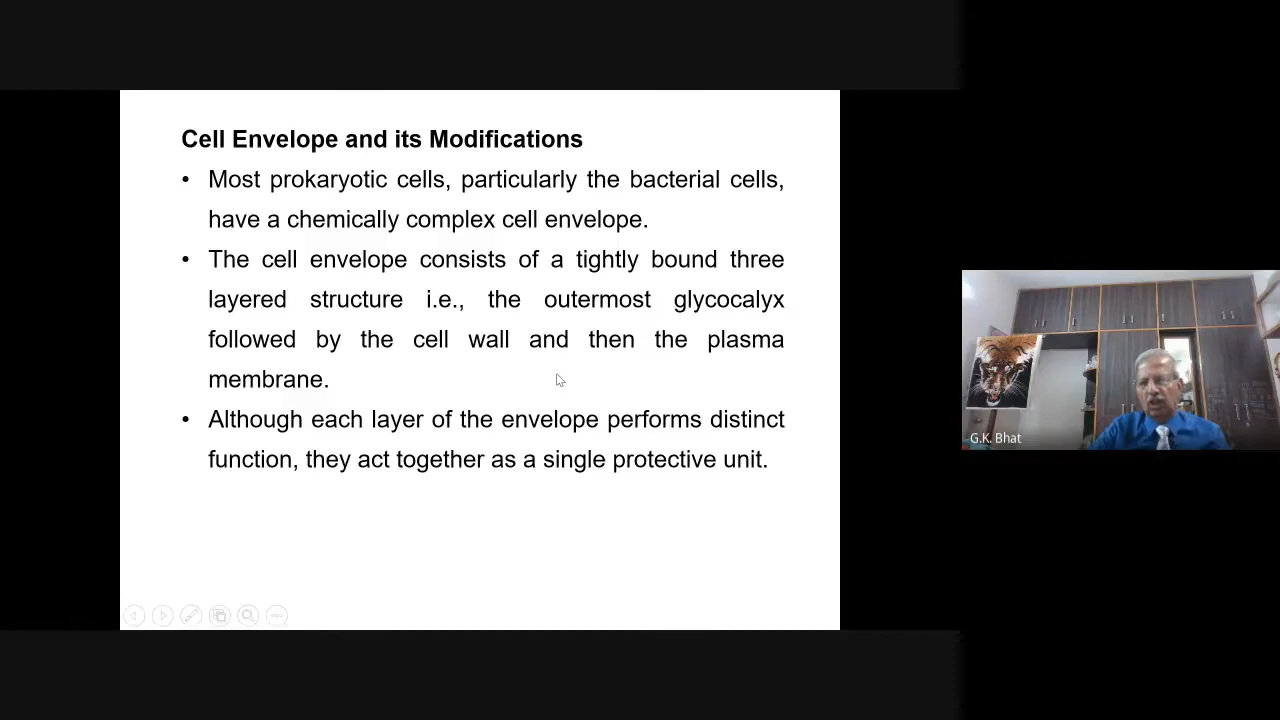 Cell Envelope and its Modifications
• Most prokaryotic cells, particularly the bacterial cells,
have a chemically complex cell envelope.
• The cell envelope consists of a tightly bound three
layered structure i.e., the outermost glycocalyx
followed by the cell wall and then the plasma
membrane.
• Although each layer of the envelope performs distinct
function, they act together as a single protective unit.
G.K. Bhat